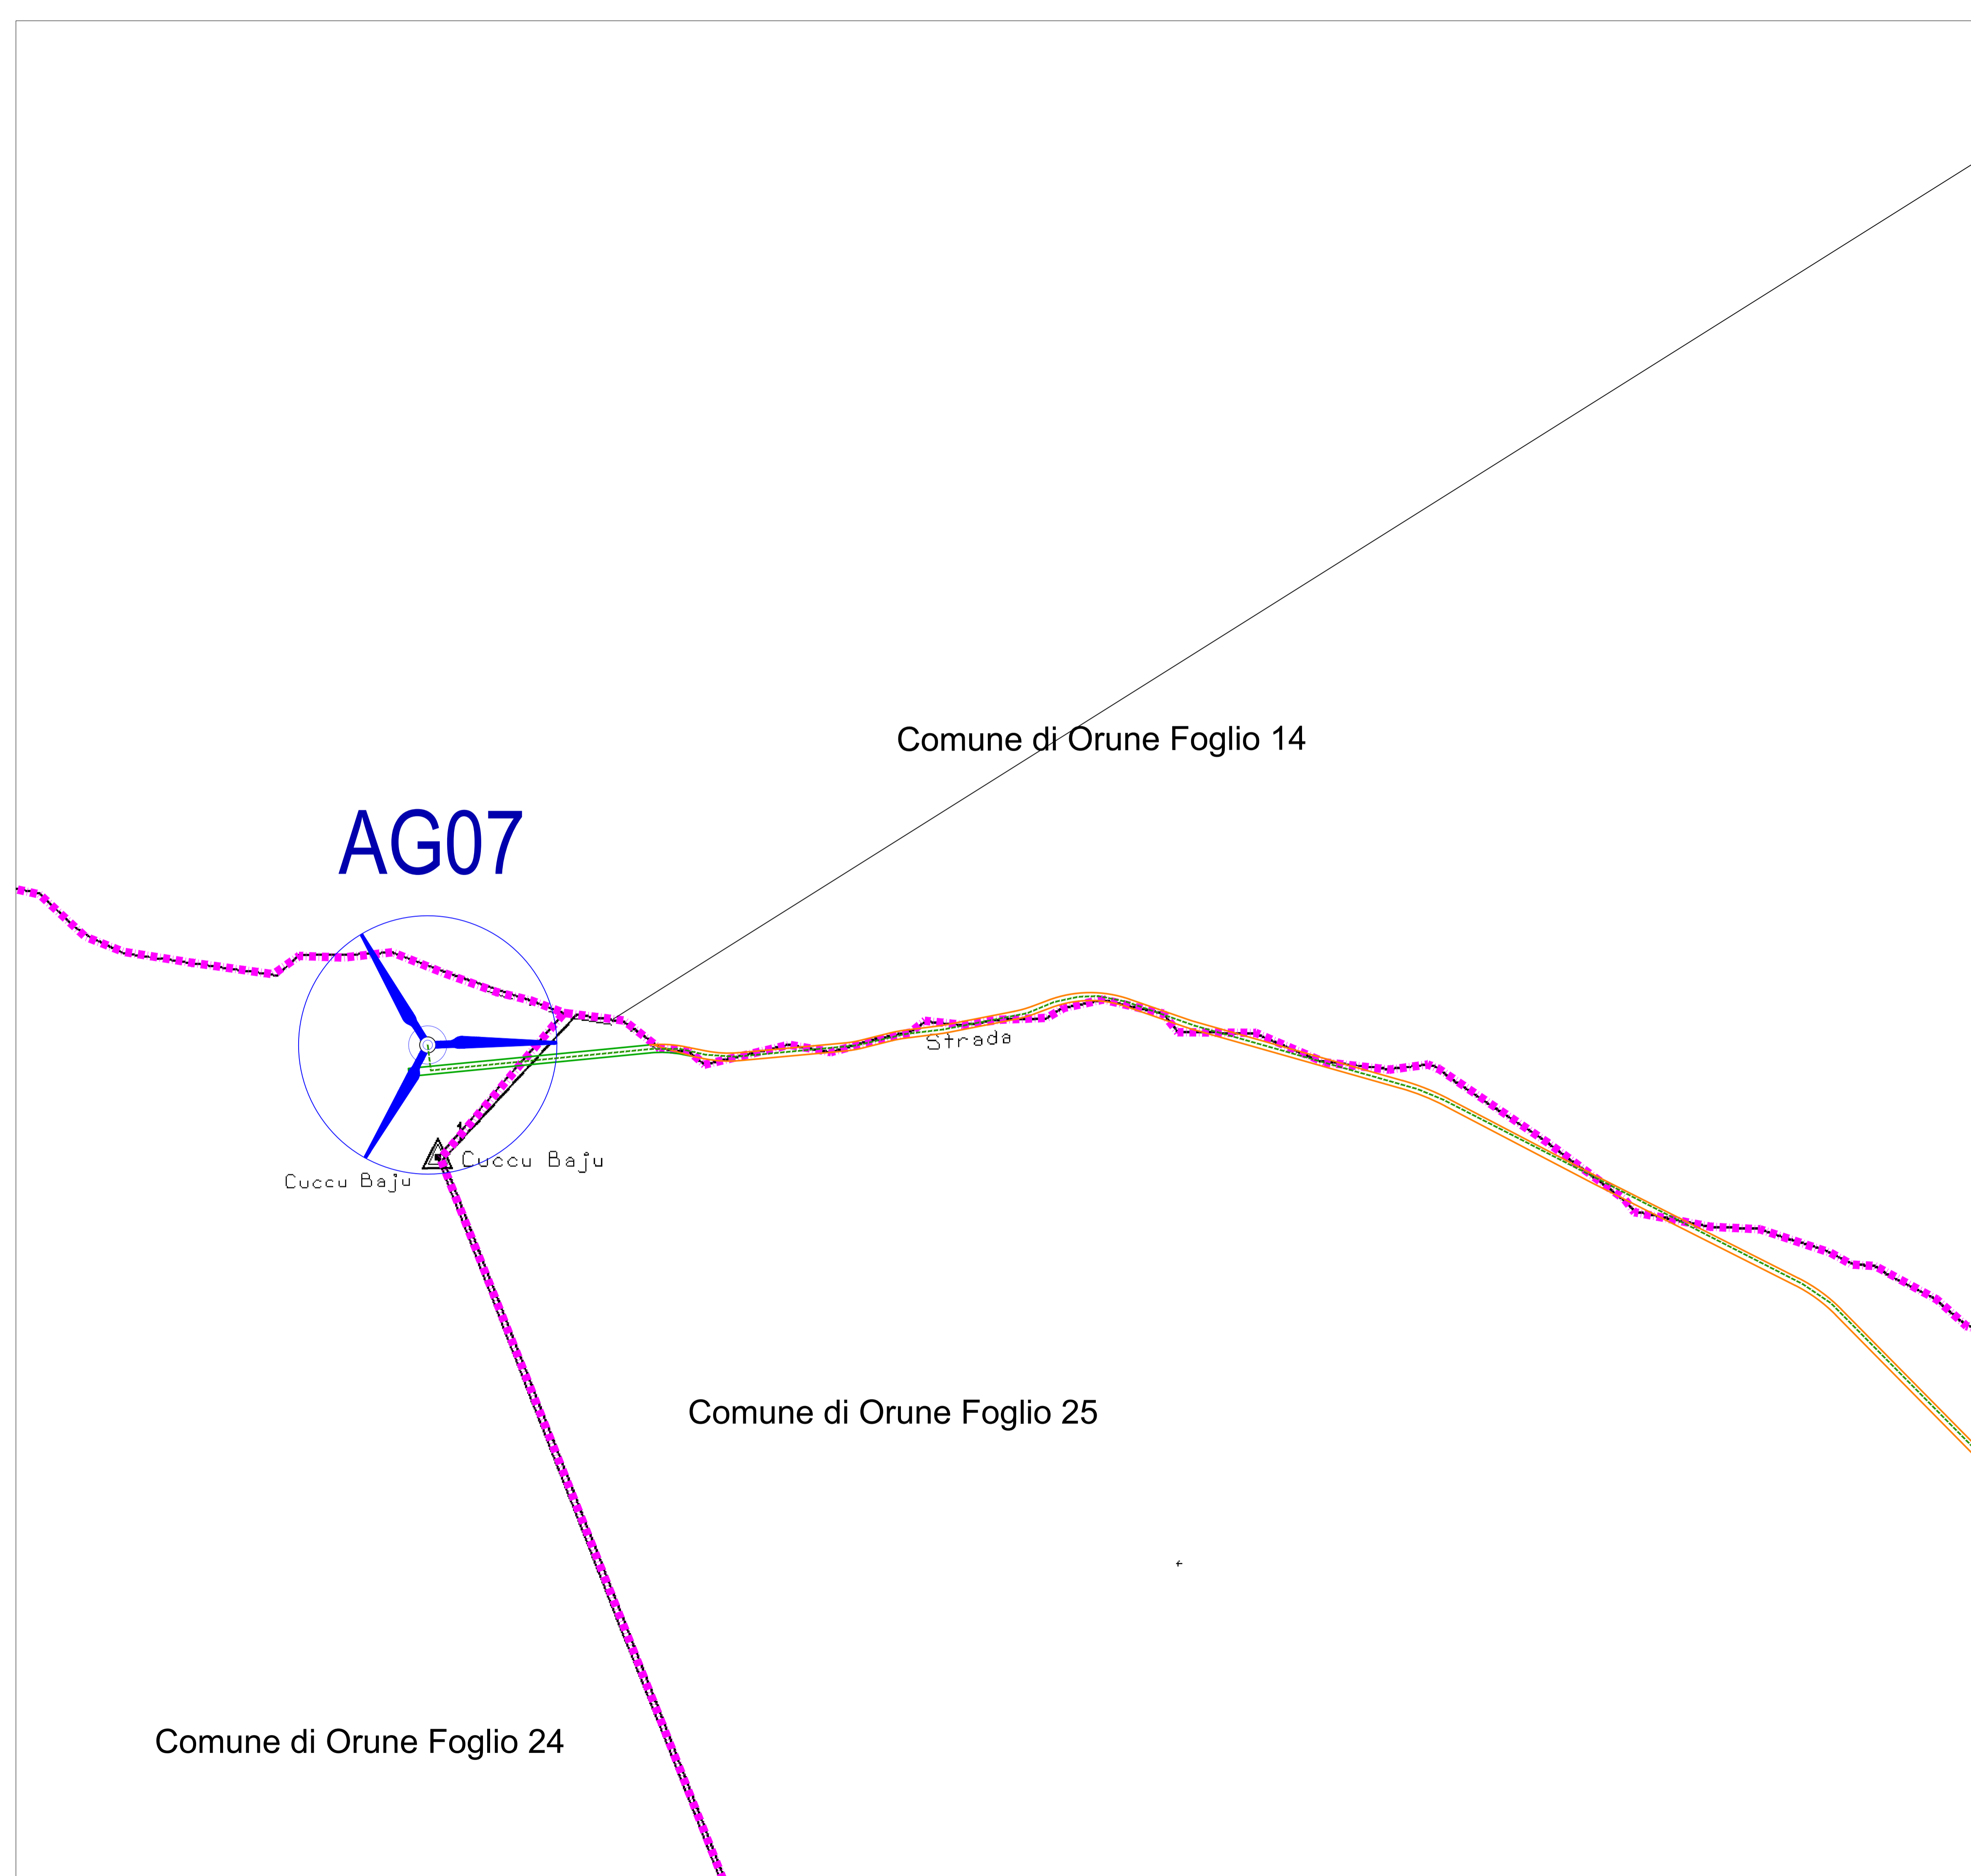 Comune di Orune Foglio 14
AG07
Strada
1
Cuccu Baju
Cuccu Baju
Comune di Orune Foglio 25
Comune di Orune Foglio 24